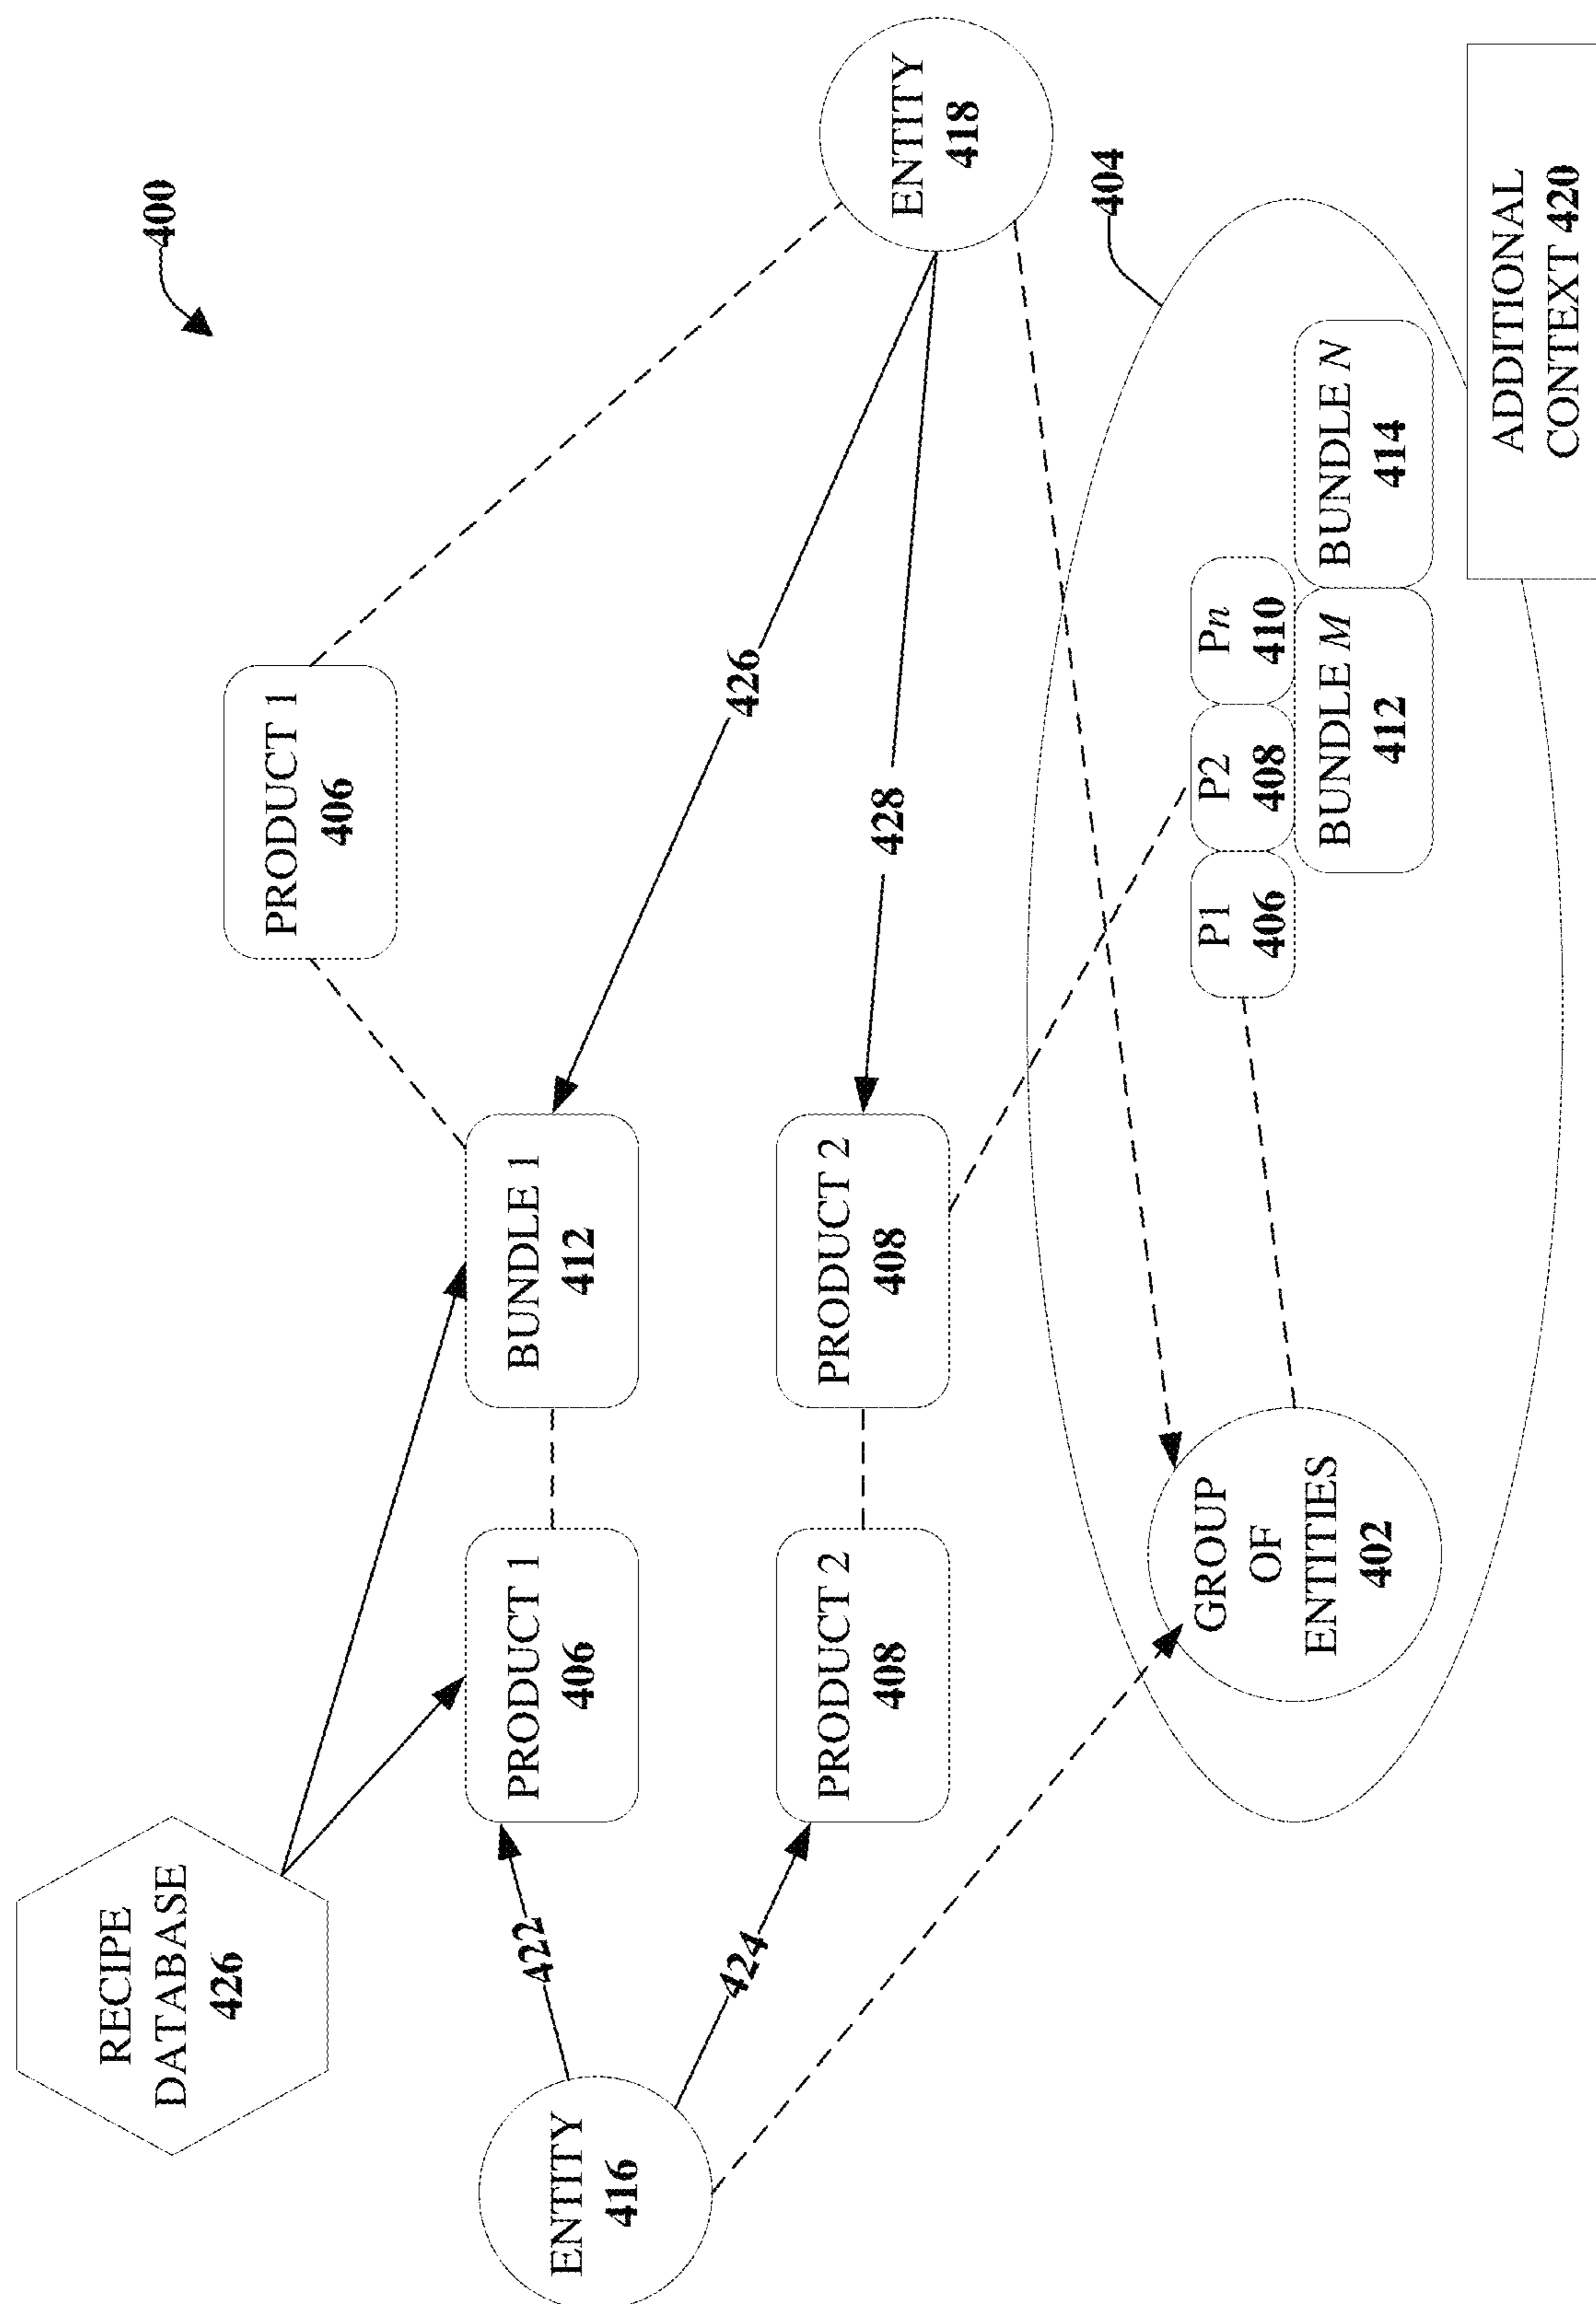 400
RECIPE
DATABASE
426
PRODUCT 1
406
ENTITY
416
422
424
PRODUCT 1
406
BUNDLE 1
412
426
PRODUCT 2
408
PRODUCT 2
408
428
ENTITY
418
404
GROUP
OF
ENTITIES
402
P1
406
P2
408
Pn
410
BUNDLE M
412
BUNDLE N
414
ADDITIONAL
CONTEXT 420